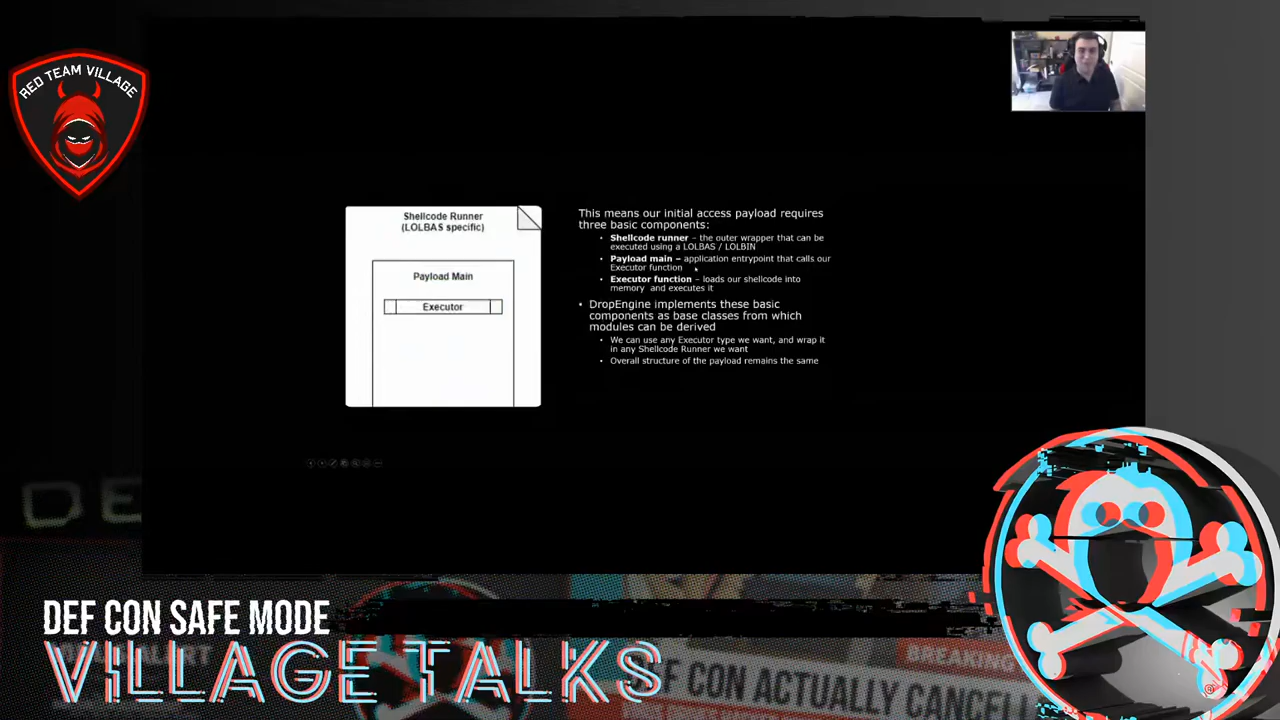 RED TEAM VILLAGE
Shellcode Runner
(LOLBAS specific)
Payload Main
Executor
This means our initial access payload requires
three basic components:
• Shellcode runner – the outer wrapper that can be
executed using a LOLBAS / LOLBIN
• Payload main – application entrypoint that calls our
Executor function
• Executor function – loads our shellcode into
memory and executes it
• DropEngine implements these basic
components as base classes from which
modules can be derived
• We can use any Executor type we want, and wrap it
in any Shellcode Runner we want
• Overall structure of the payload remains the same
DE
DEF CON SAFE MODE
VILLAGE TALKS
BREAKING
DEF CON ACTUALLY CANCELL